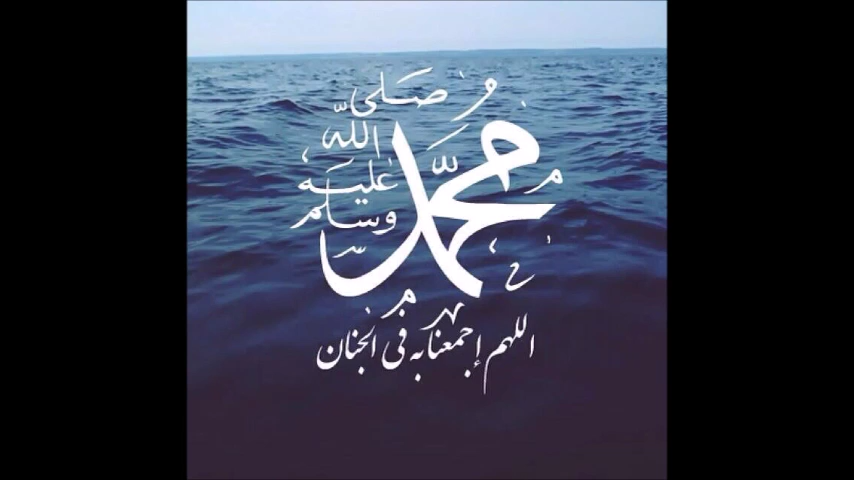 محمد
صلى
الله
عليه
وسلم
اللهم إجمعنا به في الجنان